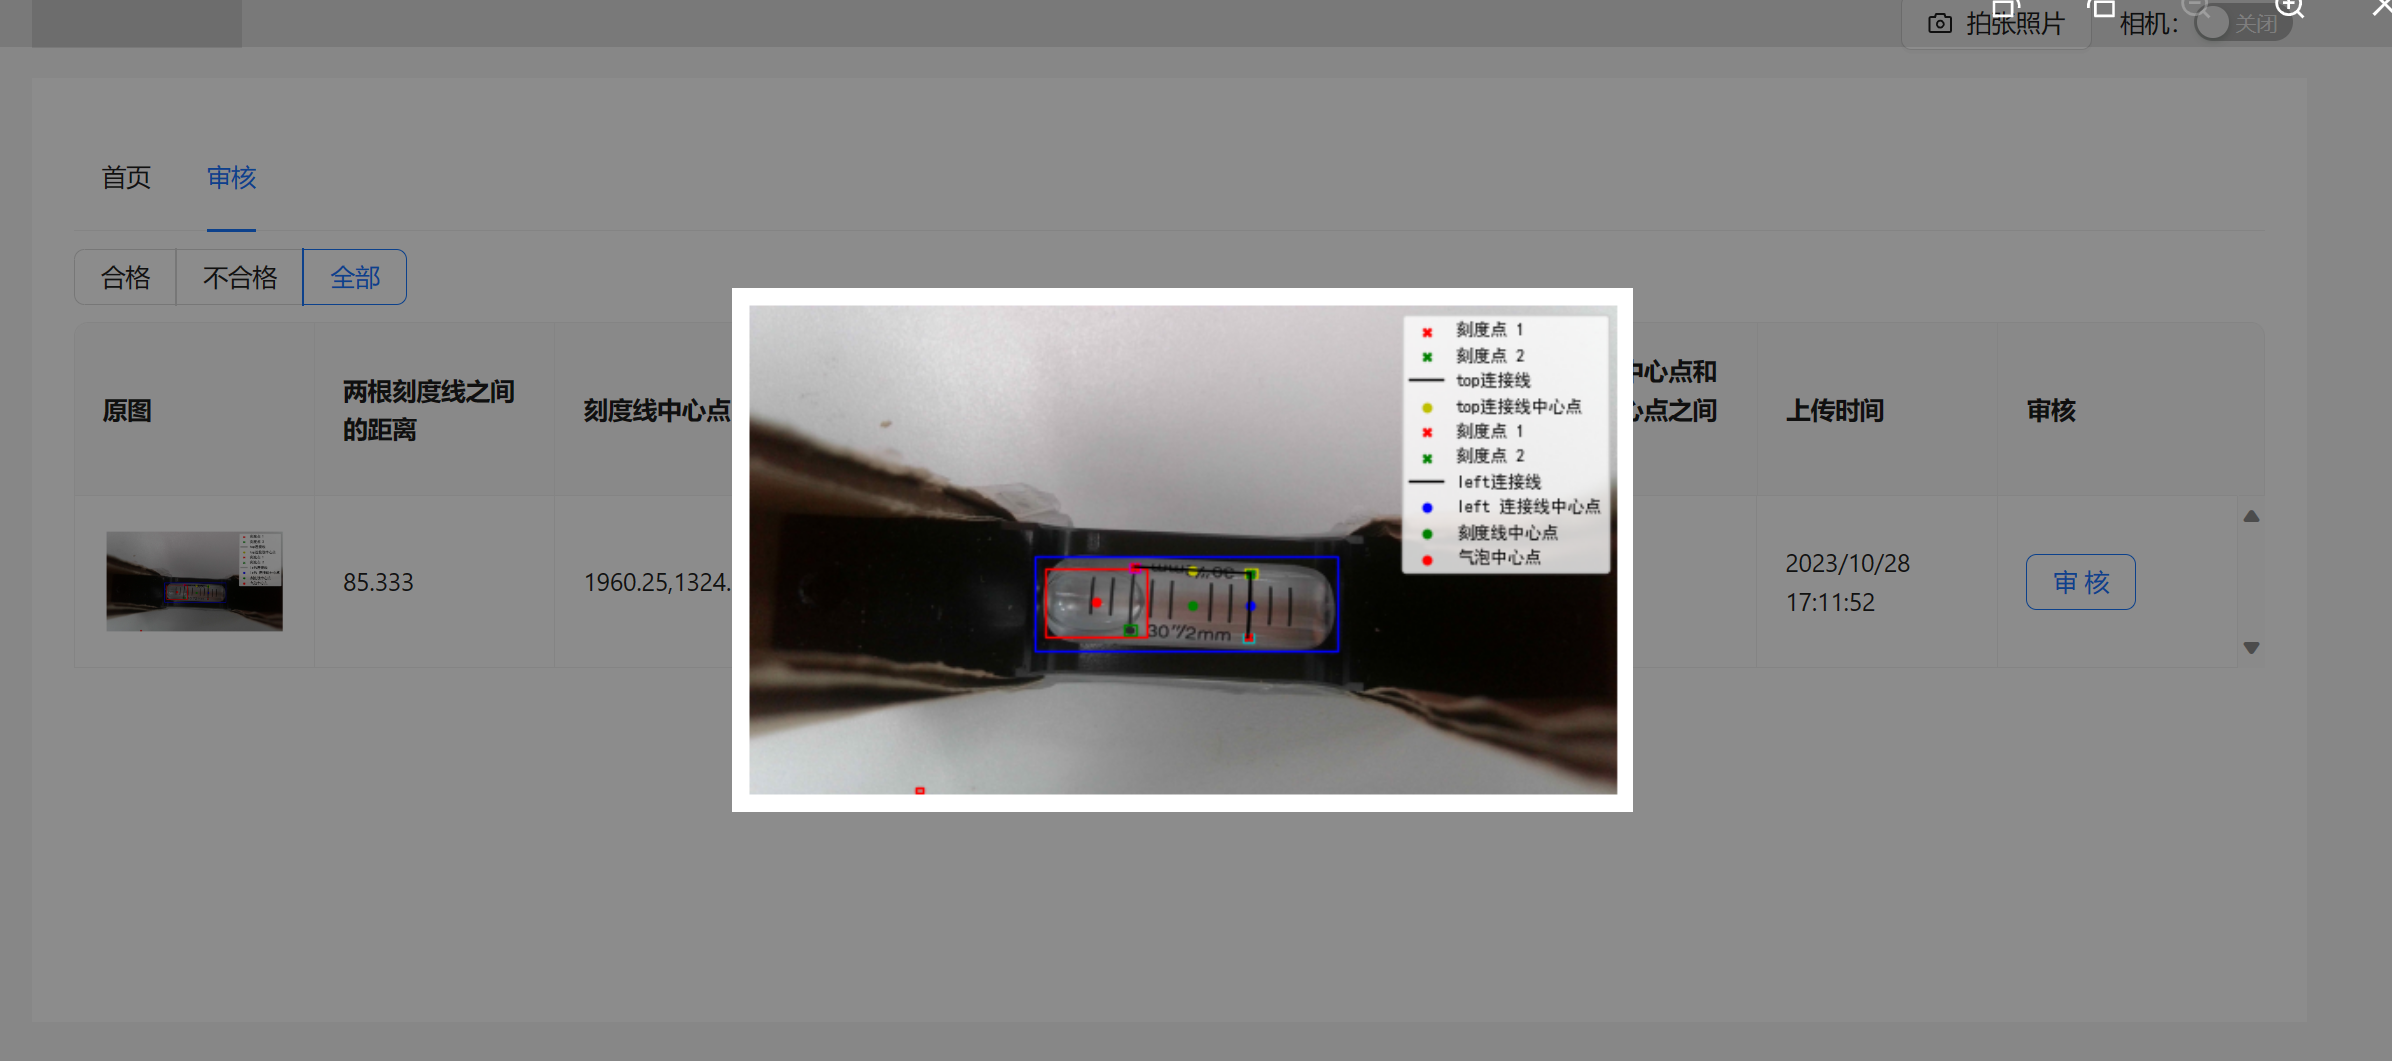 拍张照片
相机：
关闭
首页
审核
合格
不合格
全部
原图
两根刻度线之间
的距离
刻度线中心点
中心点和
心点之间
上传时间
审核
85.333
1960.25,1324.
2023/10/28
17:11:52
审 核
刻度点 1
刻度点 2
top连接线
top连接线中心点
刻度点 1
刻度点 2
left连接线
left 连接线中心点
刻度线中心点
气泡中心点
30"/2mm